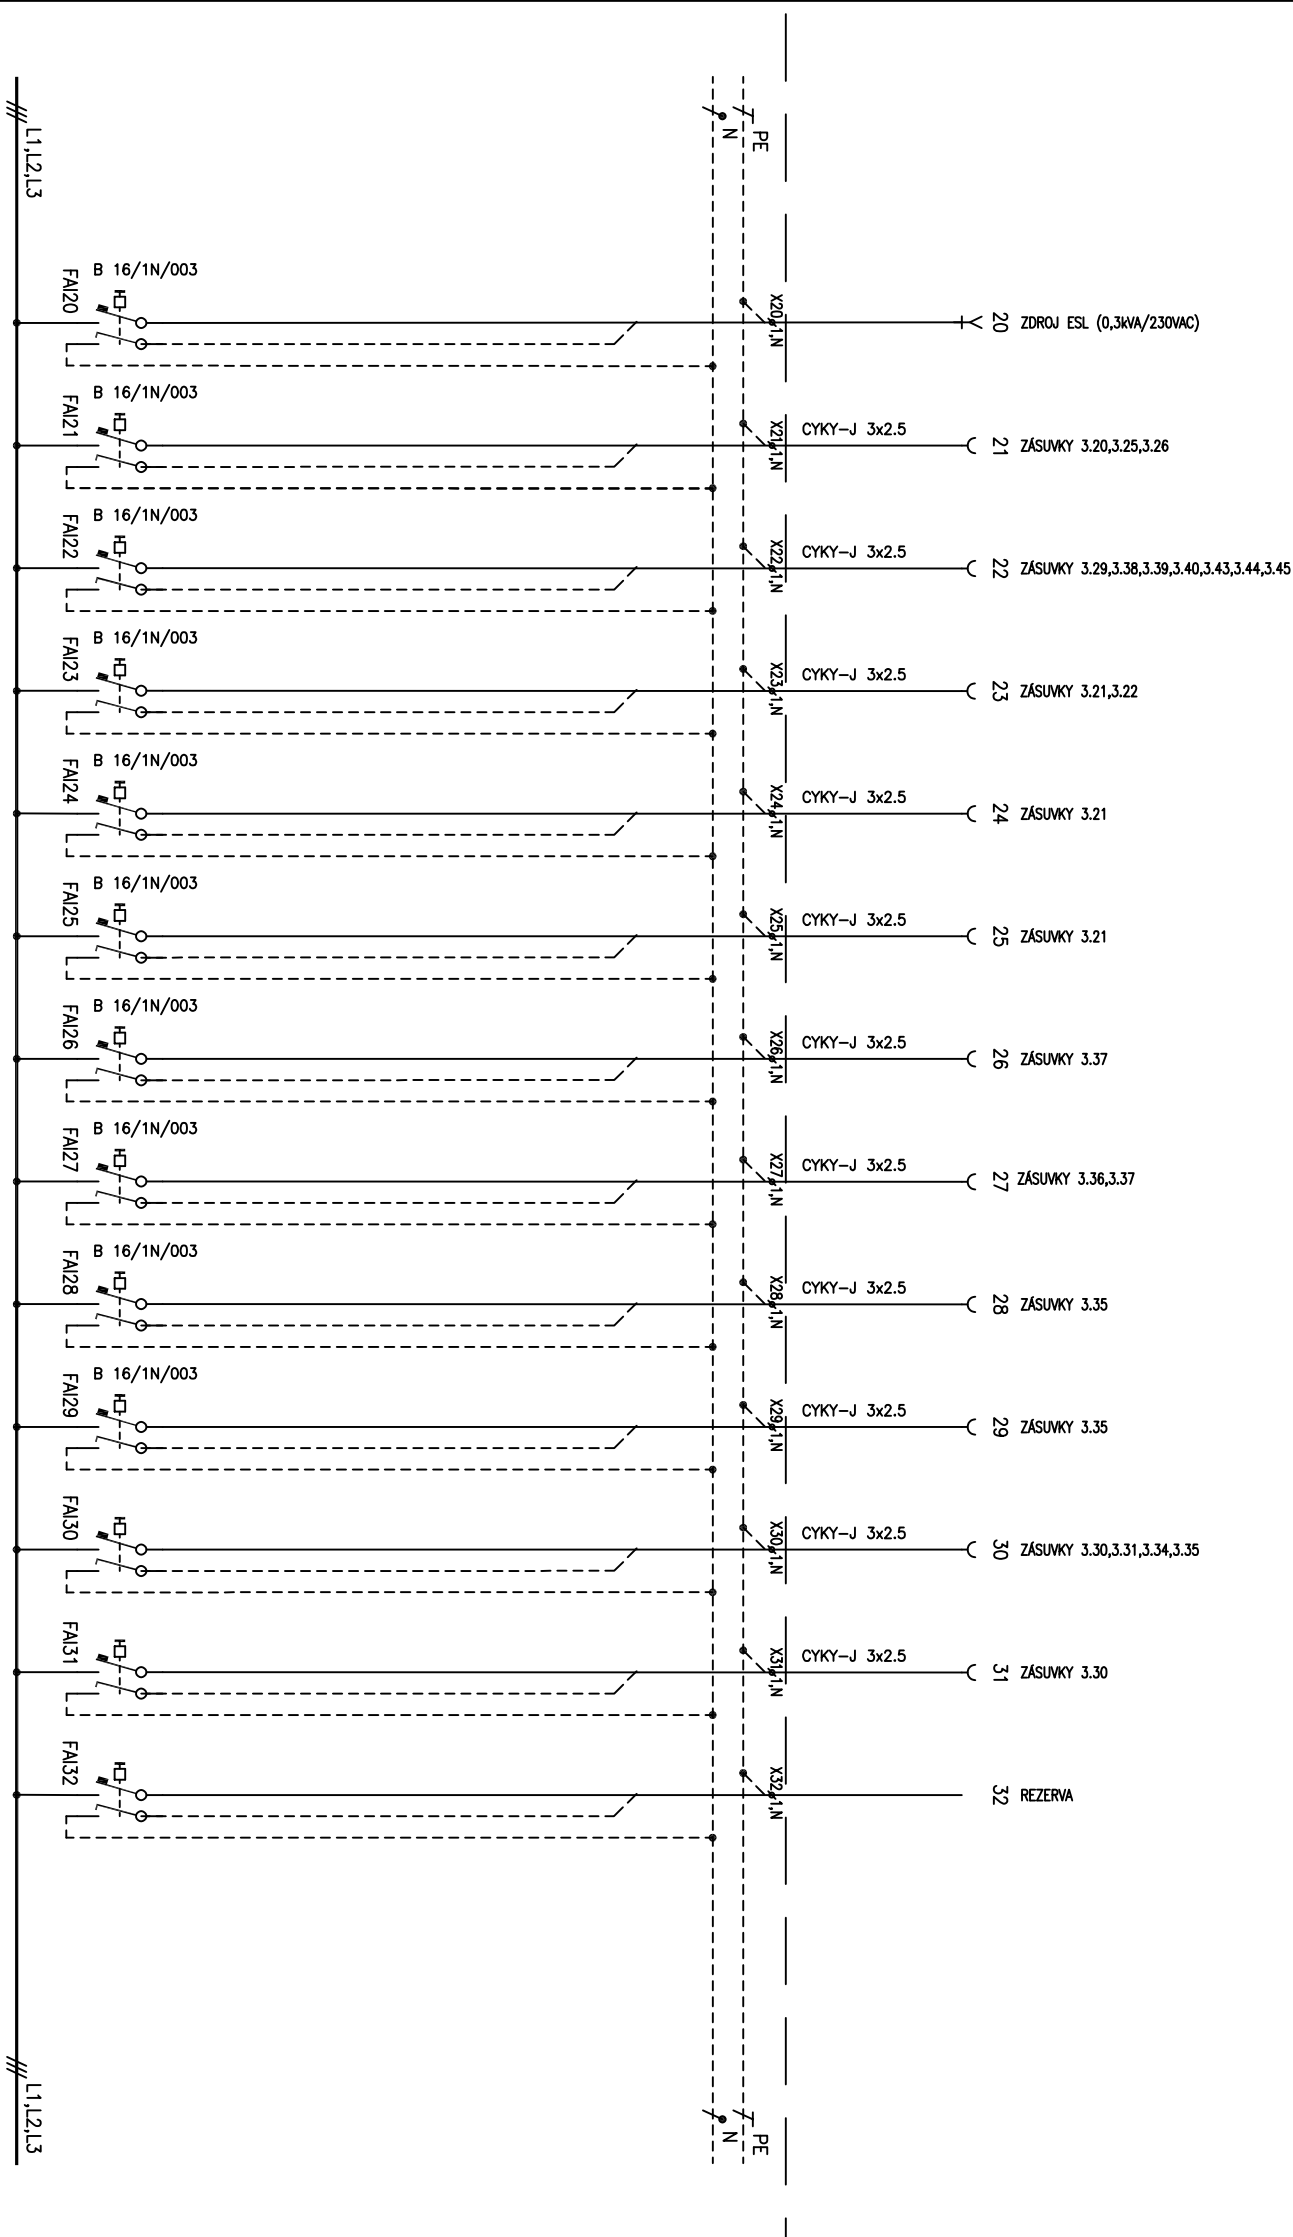 L1,L2,L3
N
PE
B 16/1N/003
FAI20
X20
1,N
20
ZDROJ ESL (0,3kVA/230VAC)
B 16/1N/003
FAI21
X21
1,N
CYKY-J 3x2.5
21
ZÁSUVKY 3.20,3.25,3.26
B 16/1N/003
FAI22
X22
1,N
CYKY-J 3x2.5
22
ZÁSUVKY 3.29,3.38,3.39,3.40,3.43,3.44,3.45
B 16/1N/003
FAI23
X23
1,N
CYKY-J 3x2.5
23
ZÁSUVKY 3.21,3.22
B 16/1N/003
FAI24
X24
1,N
CYKY-J 3x2.5
24
ZÁSUVKY 3.21
B 16/1N/003
FAI25
X25
1,N
CYKY-J 3x2.5
25
ZÁSUVKY 3.21
B 16/1N/003
FAI26
X26
1,N
CYKY-J 3x2.5
26
ZÁSUVKY 3.37
B 16/1N/003
FAI27
X27
1,N
CYKY-J 3x2.5
27
ZÁSUVKY 3.36,3.37
B 16/1N/003
FAI28
X28
1,N
CYKY-J 3x2.5
28
ZÁSUVKY 3.35
B 16/1N/003
FAI29
X29
1,N
CYKY-J 3x2.5
29
ZÁSUVKY 3.35
FAI30
X30
1,N
CYKY-J 3x2.5
30
ZÁSUVKY 3.30,3.31,3.34,3.35
FAI31
X31
1,N
CYKY-J 3x2.5
31
ZÁSUVKY 3.30
FAI32
X32
1,N
32
REZERVA
L1,L2,L3
N
PE